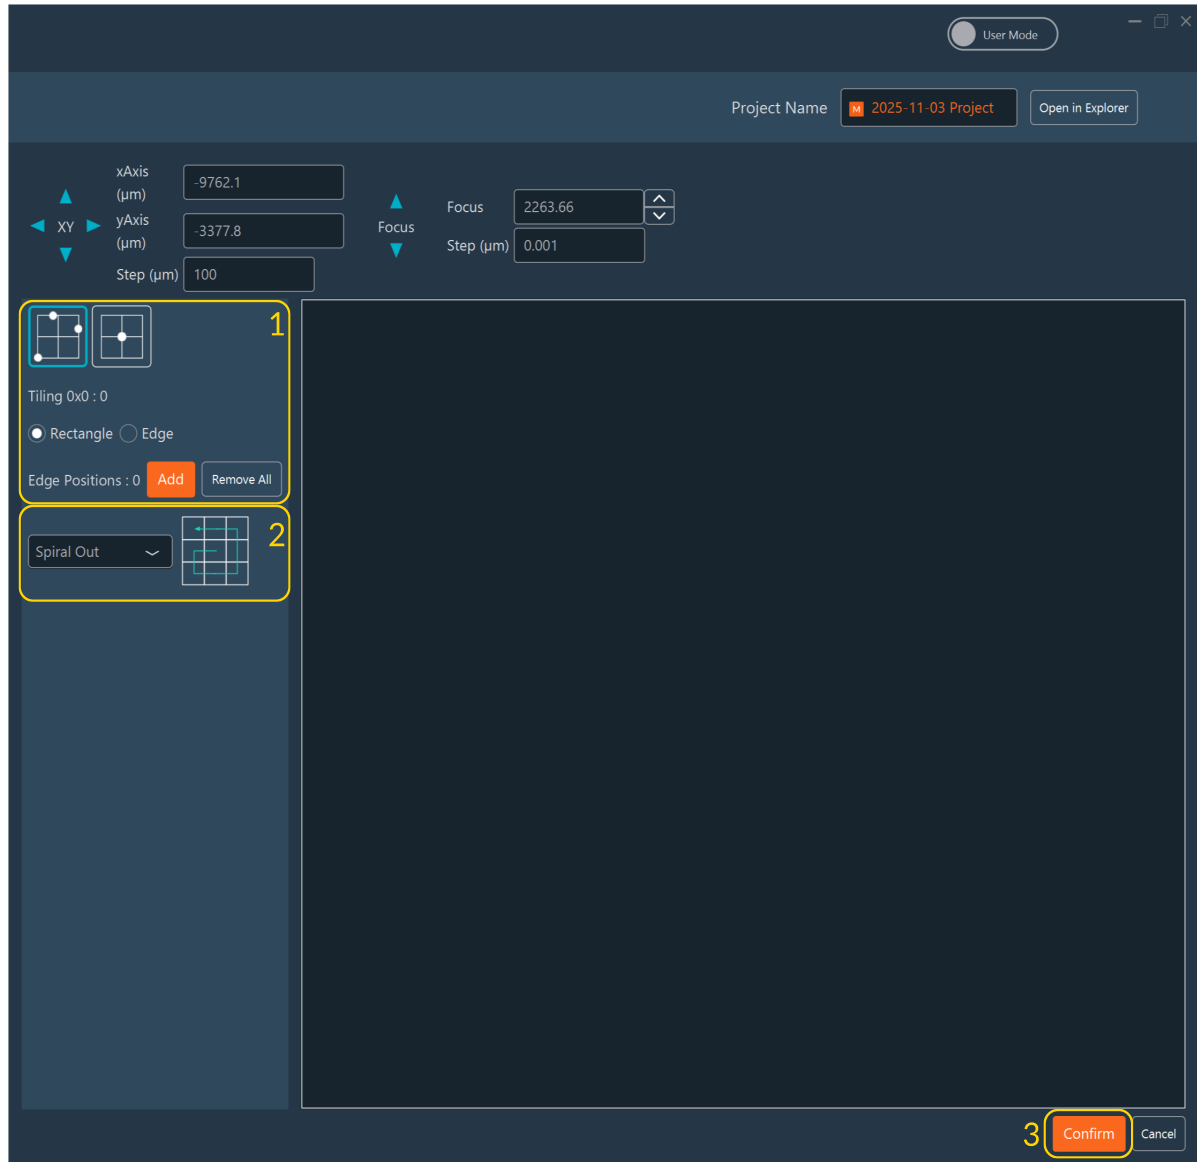 User Mode
Project Name M 2025-11-03 Project Open in Explorer
xAxis
(µm) -9762.1
XY
yAxis
(µm) -3377.8
Step (µm) 100
Focus
Focus 2263.66
Step (µm) 0.001
1
Tiling 0x0 : 0
Rectangle Edge
Edge Positions : 0 Add Remove All
2
Spiral Out
3 Confirm Cancel